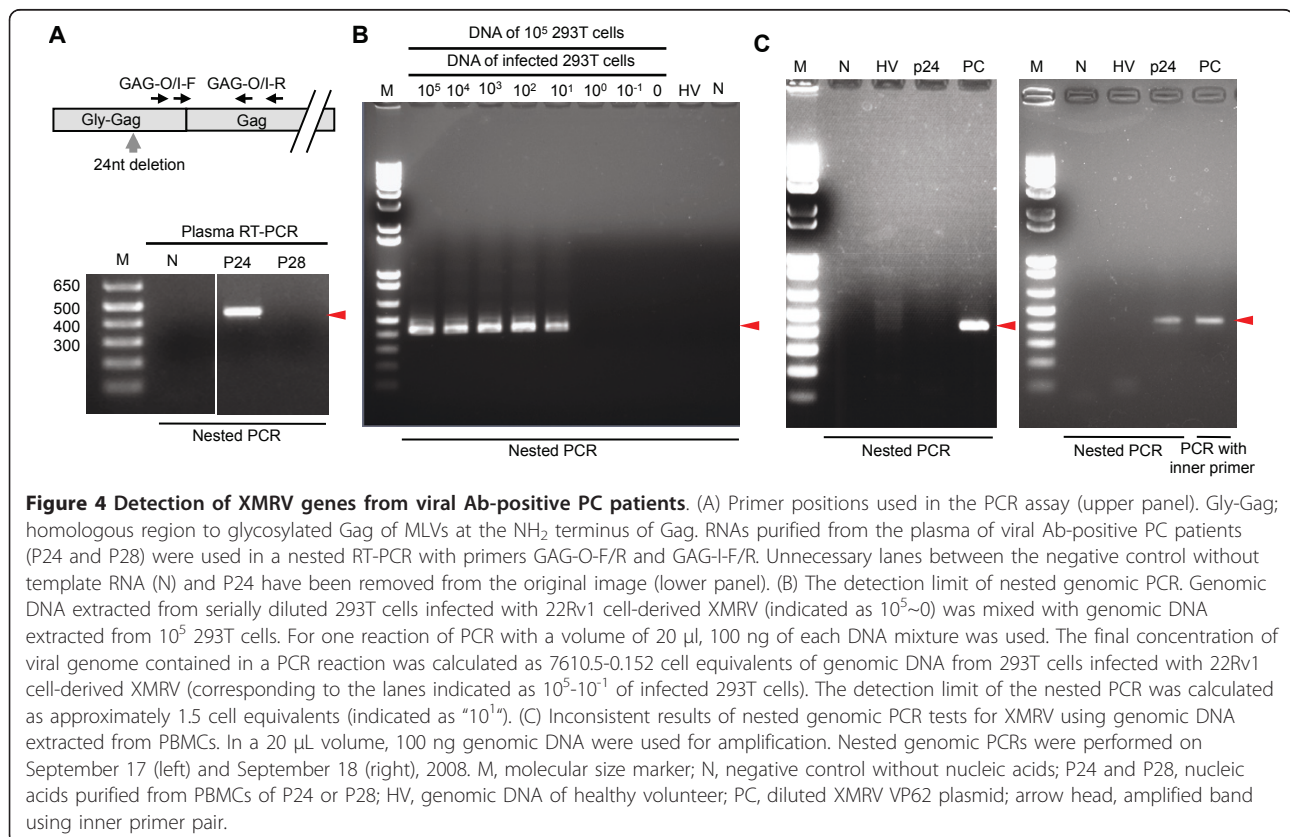 A
GAG-O/I-F GAG-O/I-R
Gly-Gag Gag
24nt deletion
Plasma RT-PCR
M N P24 P28
650
500
400
300
Nested PCR
B
DNA of 10⁵ 293T cells
DNA of infected 293T cells
M 10⁵ 10⁴ 10³ 10² 10¹ 10⁰ 10⁻¹ 0 HV N
Nested PCR
C
M N HV p24 PC
Nested PCR
M N HV p24 PC
Nested PCR PCR with
inner primer
Figure 4 Detection of XMRV genes from viral Ab-positive PC patients. (A) Primer positions used in the PCR assay (upper panel). Gly-Gag;
homologous region to glycosylated Gag of MLVs at the NH₂ terminus of Gag. RNAs purified from the plasma of viral Ab-positive PC patients
(P24 and P28) were used in a nested RT-PCR with primers GAG-O-F/R and GAG-I-F/R. Unnecessary lanes between the negative control without
template RNA (N) and P24 have been removed from the original image (lower panel). (B) The detection limit of nested genomic PCR. Genomic
DNA extracted from serially diluted 293T cells infected with 22Rv1 cell-derived XMRV (indicated as 10⁵~0) was mixed with genomic DNA
extracted from 10⁵ 293T cells. For one reaction of PCR with a volume of 20 μl, 100 ng of each DNA mixture was used. The final concentration of
viral genome contained in a PCR reaction was calculated as 7610.5-0.152 cell equivalents of genomic DNA from 293T cells infected with 22Rv1
cell-derived XMRV (corresponding to the lanes indicated as 10⁵-10⁻¹ of infected 293T cells). The detection limit of the nested PCR was calculated
as approximately 1.5 cell equivalents (indicated as "10¹"). (C) Inconsistent results of nested genomic PCR tests for XMRV using genomic DNA
extracted from PBMCs. In a 20 μL volume, 100 ng genomic DNA were used for amplification. Nested genomic PCRs were performed on
September 17 (left) and September 18 (right), 2008. M, molecular size marker; N, negative control without nucleic acids; P24 and P28, nucleic
acids purified from PBMCs of P24 or P28; HV, genomic DNA of healthy volunteer; PC, diluted XMRV VP62 plasmid; arrow head, amplified band
using inner primer pair.